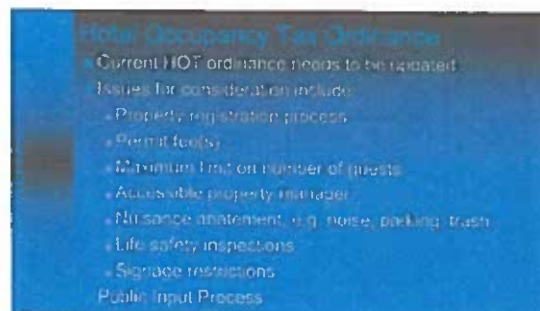 Hotel Occupancy Tax Ordinance
Current HOT ordinance needs to be updated
Issues for consideration include
Property registration process
Permit fee(s)
Maximum limit on number of guests
Accessible property manager
Nuisance abatement, e.g. noise, parking, trash
Life safety inspections
Signage restrictions
Public Input Process